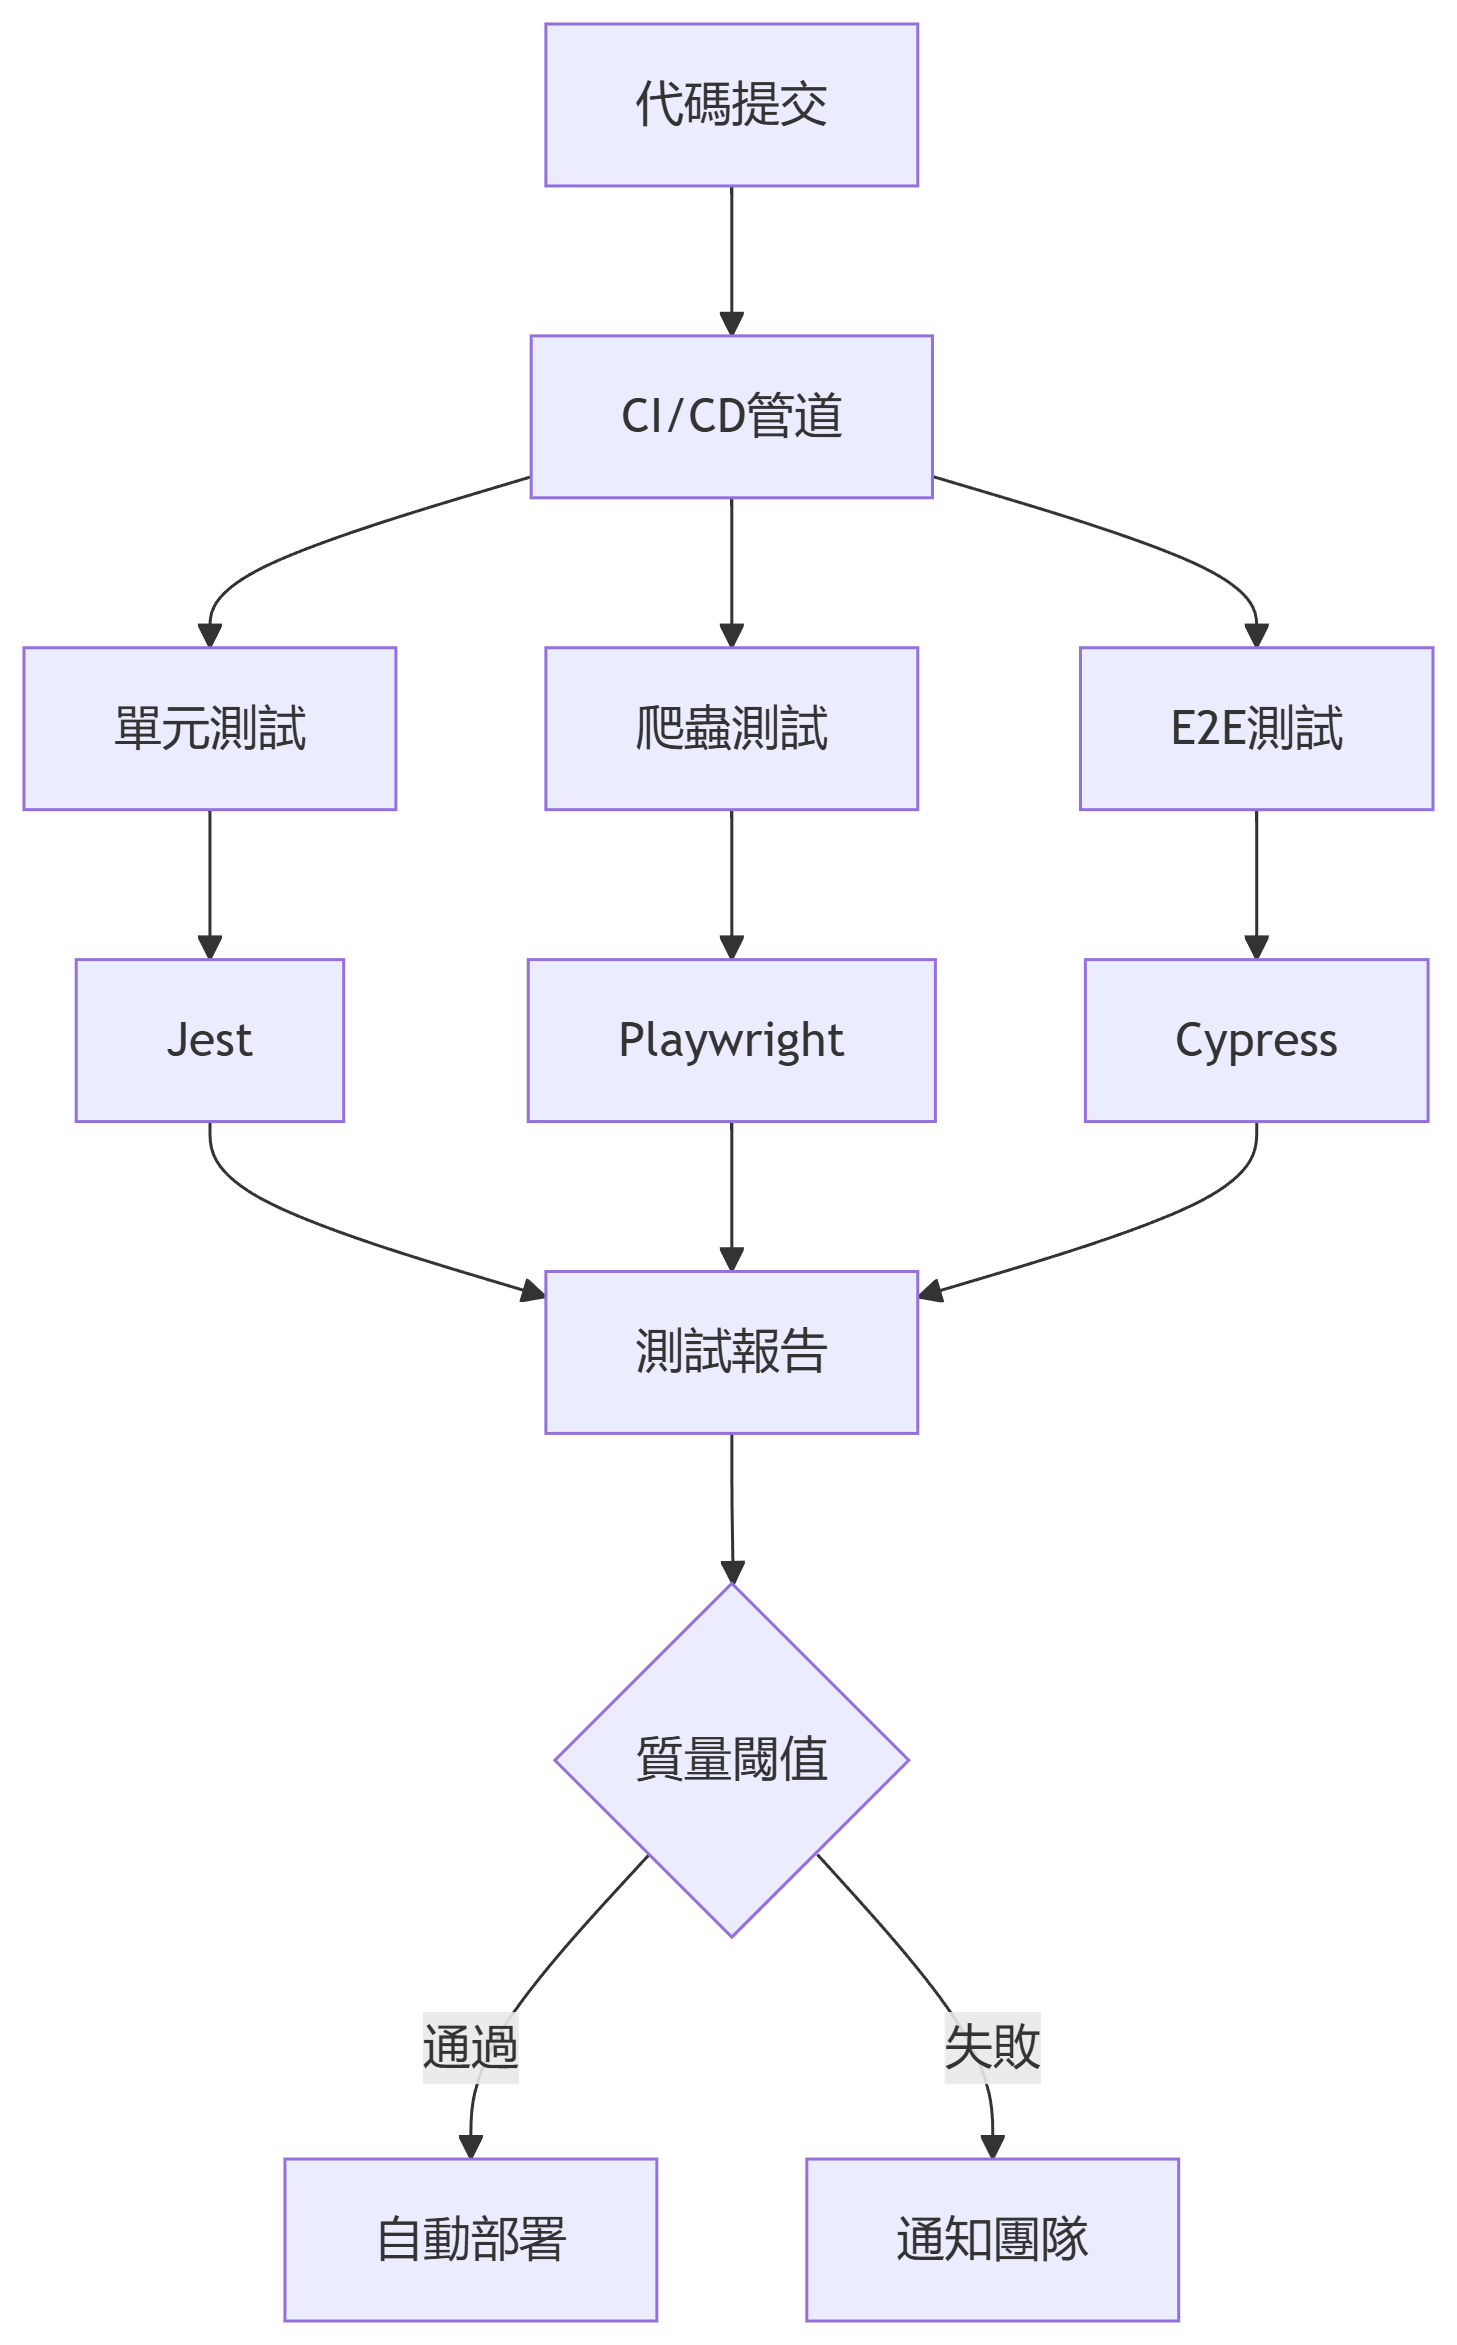 代碼提交
CI/CD管道
單元測試
爬蟲測試
E2E測試
Jest
Playwright
Cypress
測試報告
質量閾值
通過
失敗
自動部署
通知團隊